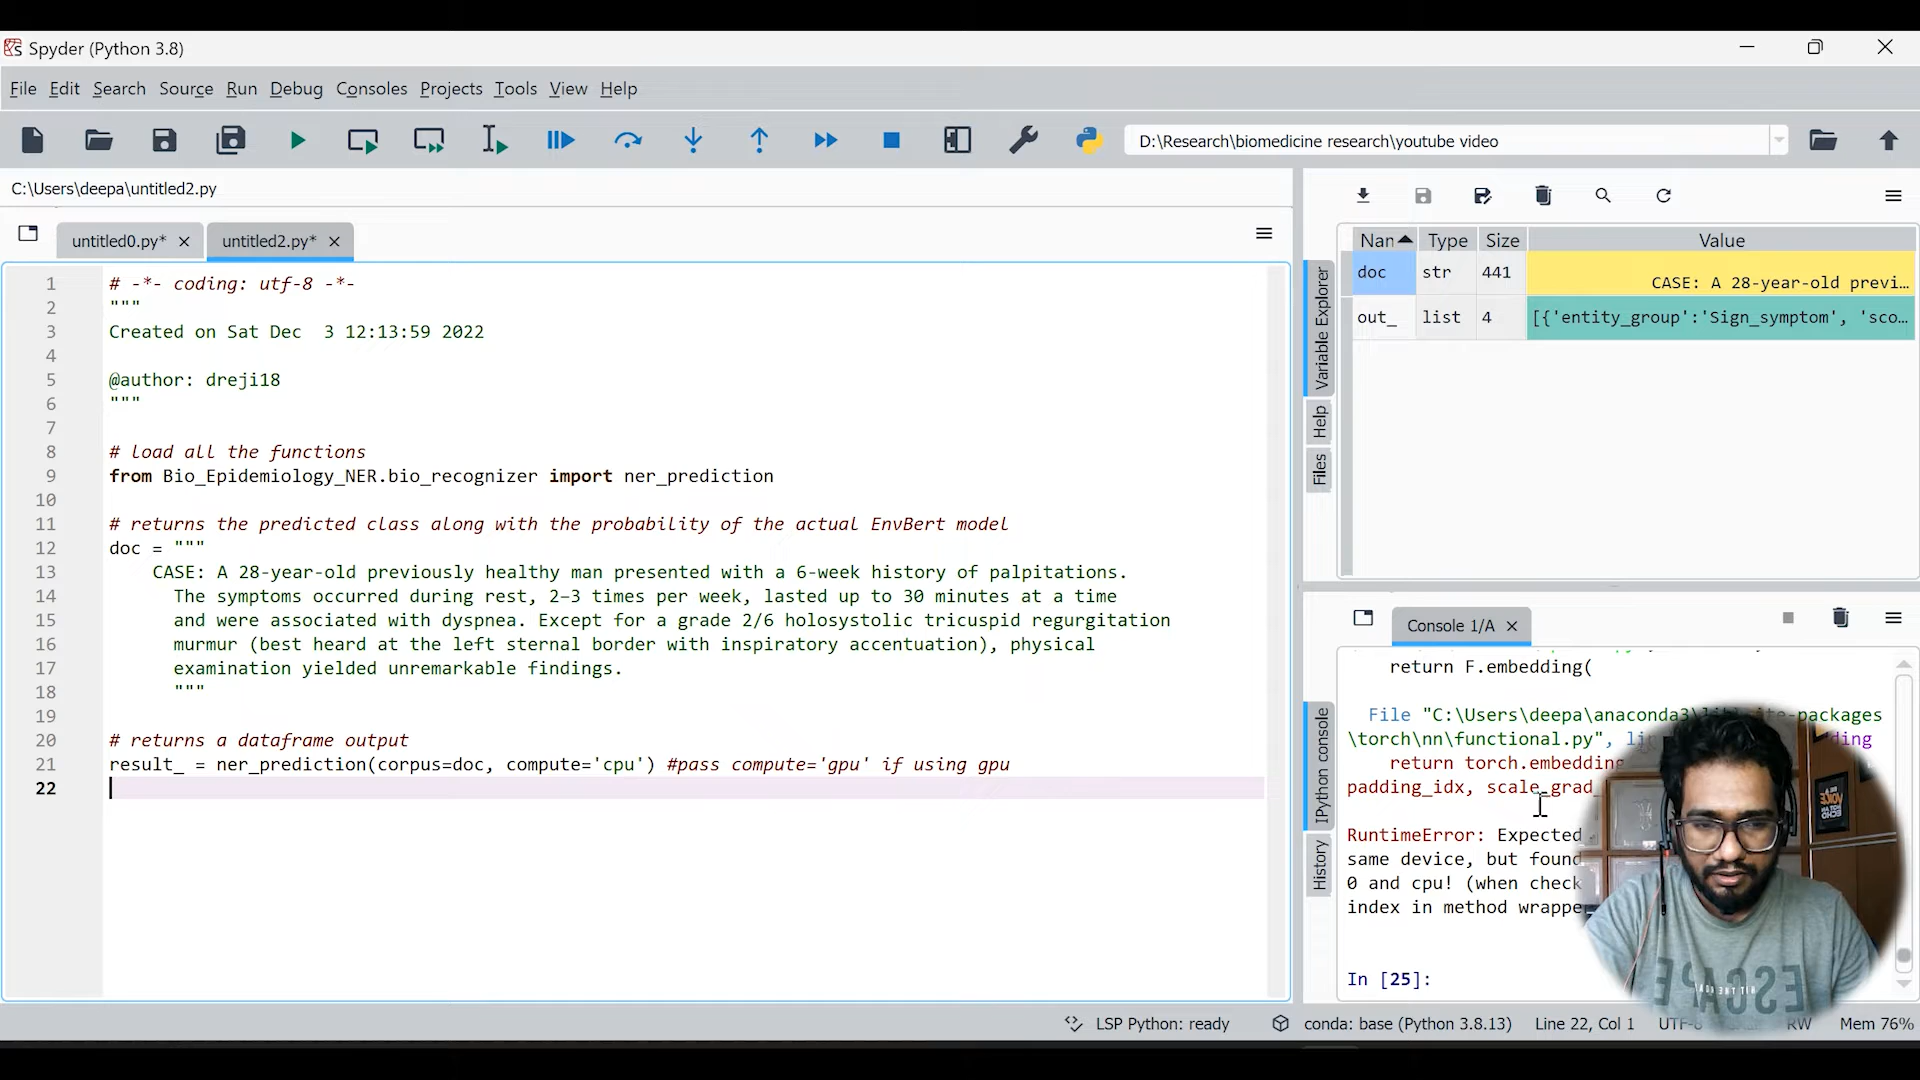 Spyder (Python 3.8)
File Edit Search Source Run Debug Consoles Projects Tools View Help
D:\Research\biomedicine research\youtube video
C:\Users\deepa\untitled2.py
untitled0.py*
untitled2.py*
1 # -*- coding: utf-8 -*-
2 """
3 Created on Sat Dec  3 12:13:59 2022
4
5 @author: dreji18
6 """
7
8 # load all the functions
9 from Bio_Epidemiology_NER.bio_recognizer import ner_prediction
10
11 # returns the predicted class along with the probability of the actual EnvBert model
12 doc = """
13 CASE: A 28-year-old previously healthy man presented with a 6-week history of palpitations.
14 The symptoms occurred during rest, 2–3 times per week, lasted up to 30 minutes at a time
15 and were associated with dyspnea. Except for a grade 2/6 holosystolic tricuspid regurgitation
16 murmur (best heard at the left sternal border with inspiratory accentuation), physical
17 examination yielded unremarkable findings.
18 """
19
20 # returns a dataframe output
21 result_ = ner_prediction(corpus=doc, compute='cpu') #pass compute='gpu' if using gpu
22
Nan Type Size Value
doc str 441 CASE: A 28-year-old previ…
out_ list 4 [{'entity_group':'Sign_symptom', 'sco…
Variable Explorer
Help
Files
Console 1/A
return F.embedding(
File "C:\Users\deepa\anaconda3\
packages
\torch\nn\functional.py",
return torch.embedding
padding_idx, scale_grad_
RuntimeError: Expected
same device, but found
0 and cpu! (when check
index in method wrappe
In [25]:
IPython console
History
LSP Python: ready
conda: base (Python 3.8.13)
Line 22, Col 1
UTF-8
RW
Mem 76%
BE
VOICE
NOT AN
ECHO
ESCAPE